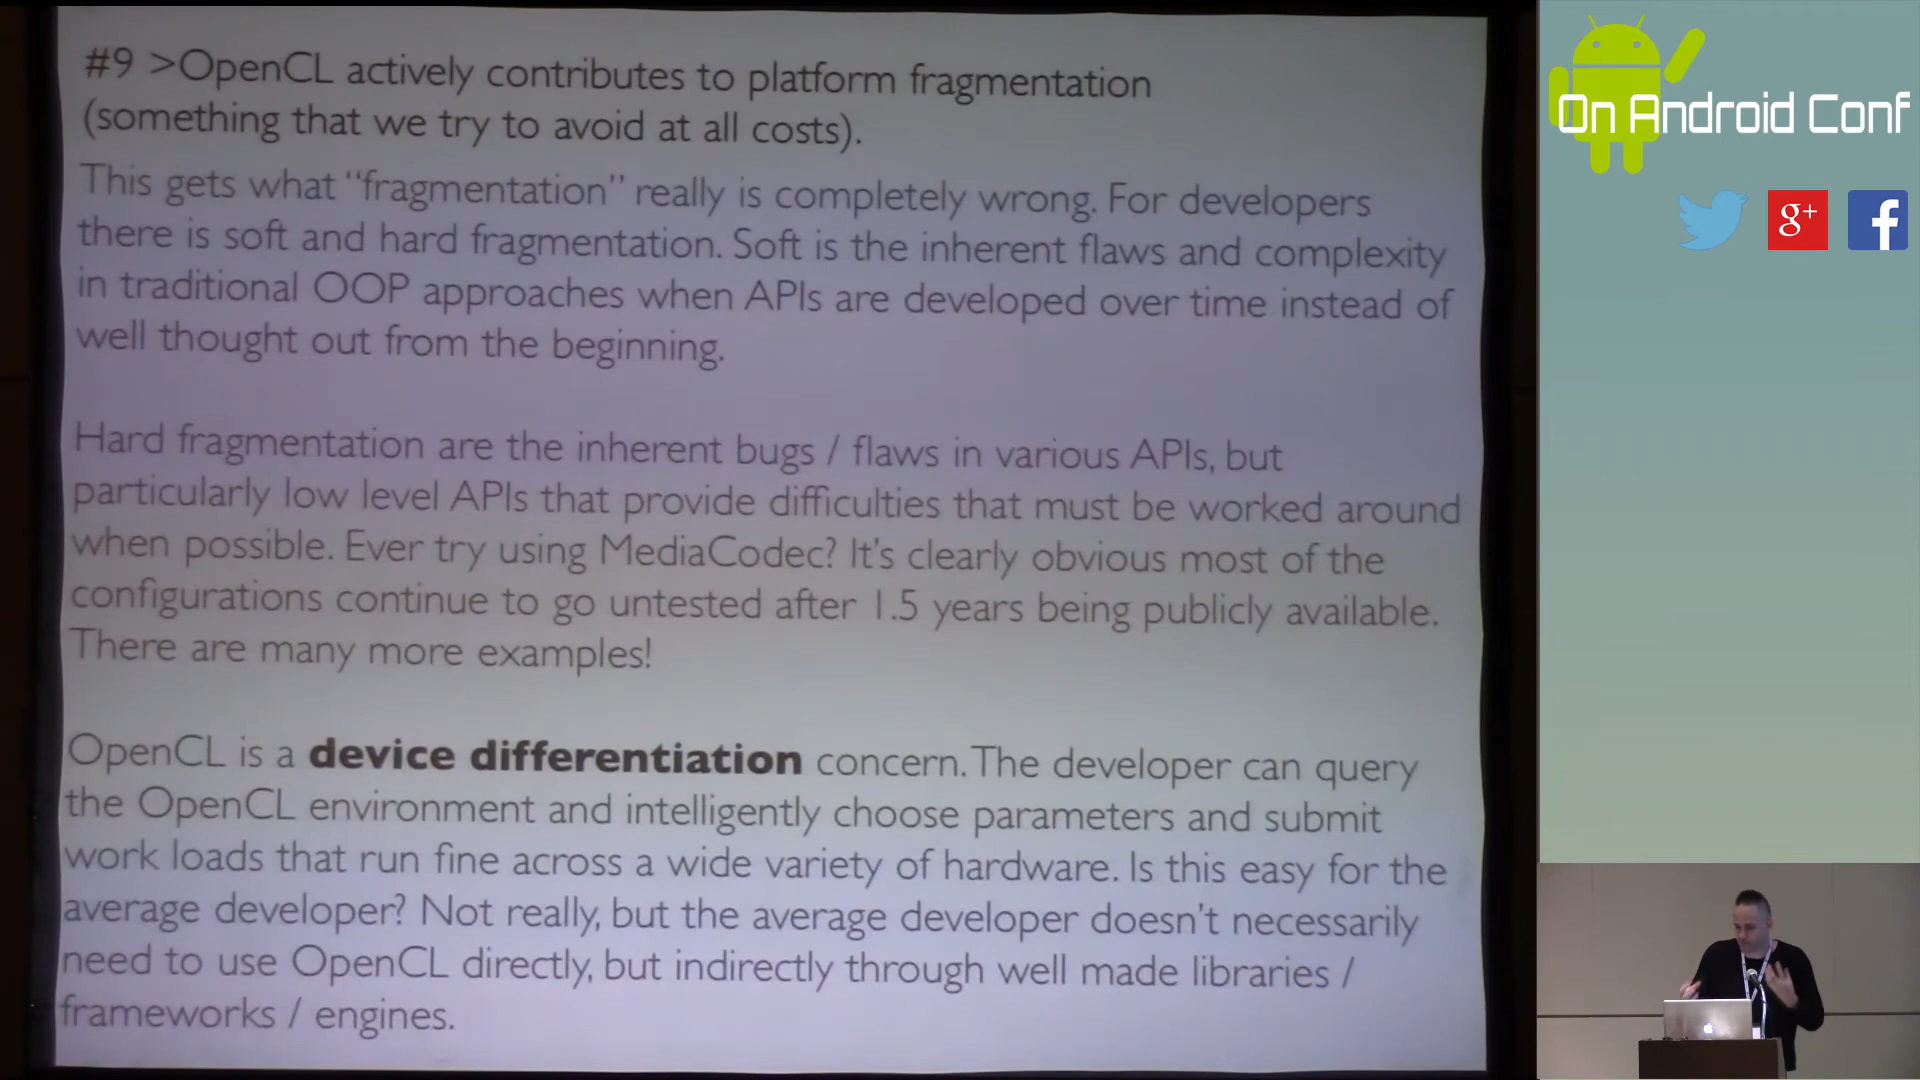 #9 >OpenCL actively contributes to platform fragmentation
(something that we try to avoid at all costs).
This gets what “fragmentation” really is completely wrong. For developers
there is soft and hard fragmentation. Soft is the inherent flaws and complexity
in traditional OOP approaches when APIs are developed over time instead of
well thought out from the beginning.
Hard fragmentation are the inherent bugs / flaws in various APIs, but
particularly low level APIs that provide difficulties that must be worked around
when possible. Ever try using MediaCodec? It's clearly obvious most of the
configurations continue to go untested after 1.5 years being publicly available.
There are many more examples!
OpenCL is a device differentiation concern. The developer can query
the OpenCL environment and intelligently choose parameters and submit
work loads that run fine across a wide variety of hardware. Is this easy for the
average developer? Not really, but the average developer doesn't necessarily
need to use OpenCL directly, but indirectly through well made libraries /
frameworks / engines.
On Android Conf
g+
f